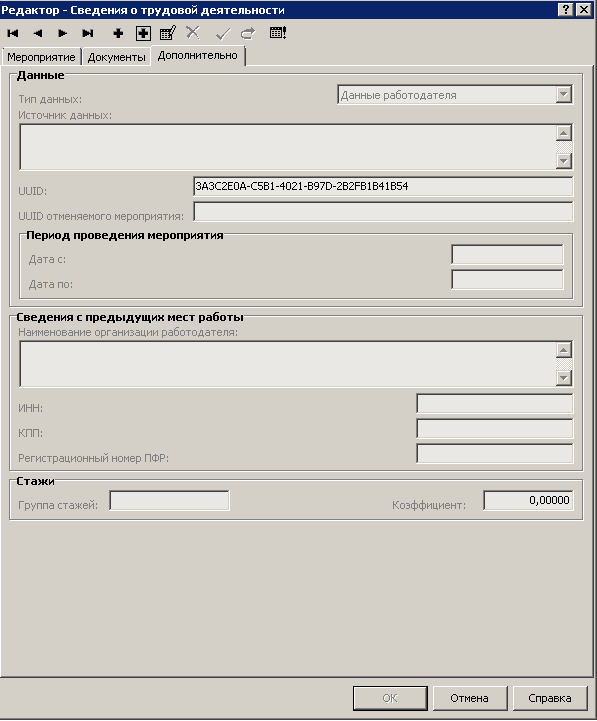 Редактор - Сведения о трудовой деятельности
Мероприятие Документы Дополнительно
Данные
Тип данных: Данные работодателя
Источник данных:
UUID: 3A3C2E0A-C5B1-4021-B97D-2B2FB1B41B54
UUID отменяемого мероприятия:
Период проведения мероприятия
Дата с:
Дата по:
Сведения с предыдущих мест работы
Наименование организации работодателя:
ИНН:
КПП:
Регистрационный номер ПФР:
Стажи
Группа стажей: Коэффициент: 0,00000
OK Отмена Справка